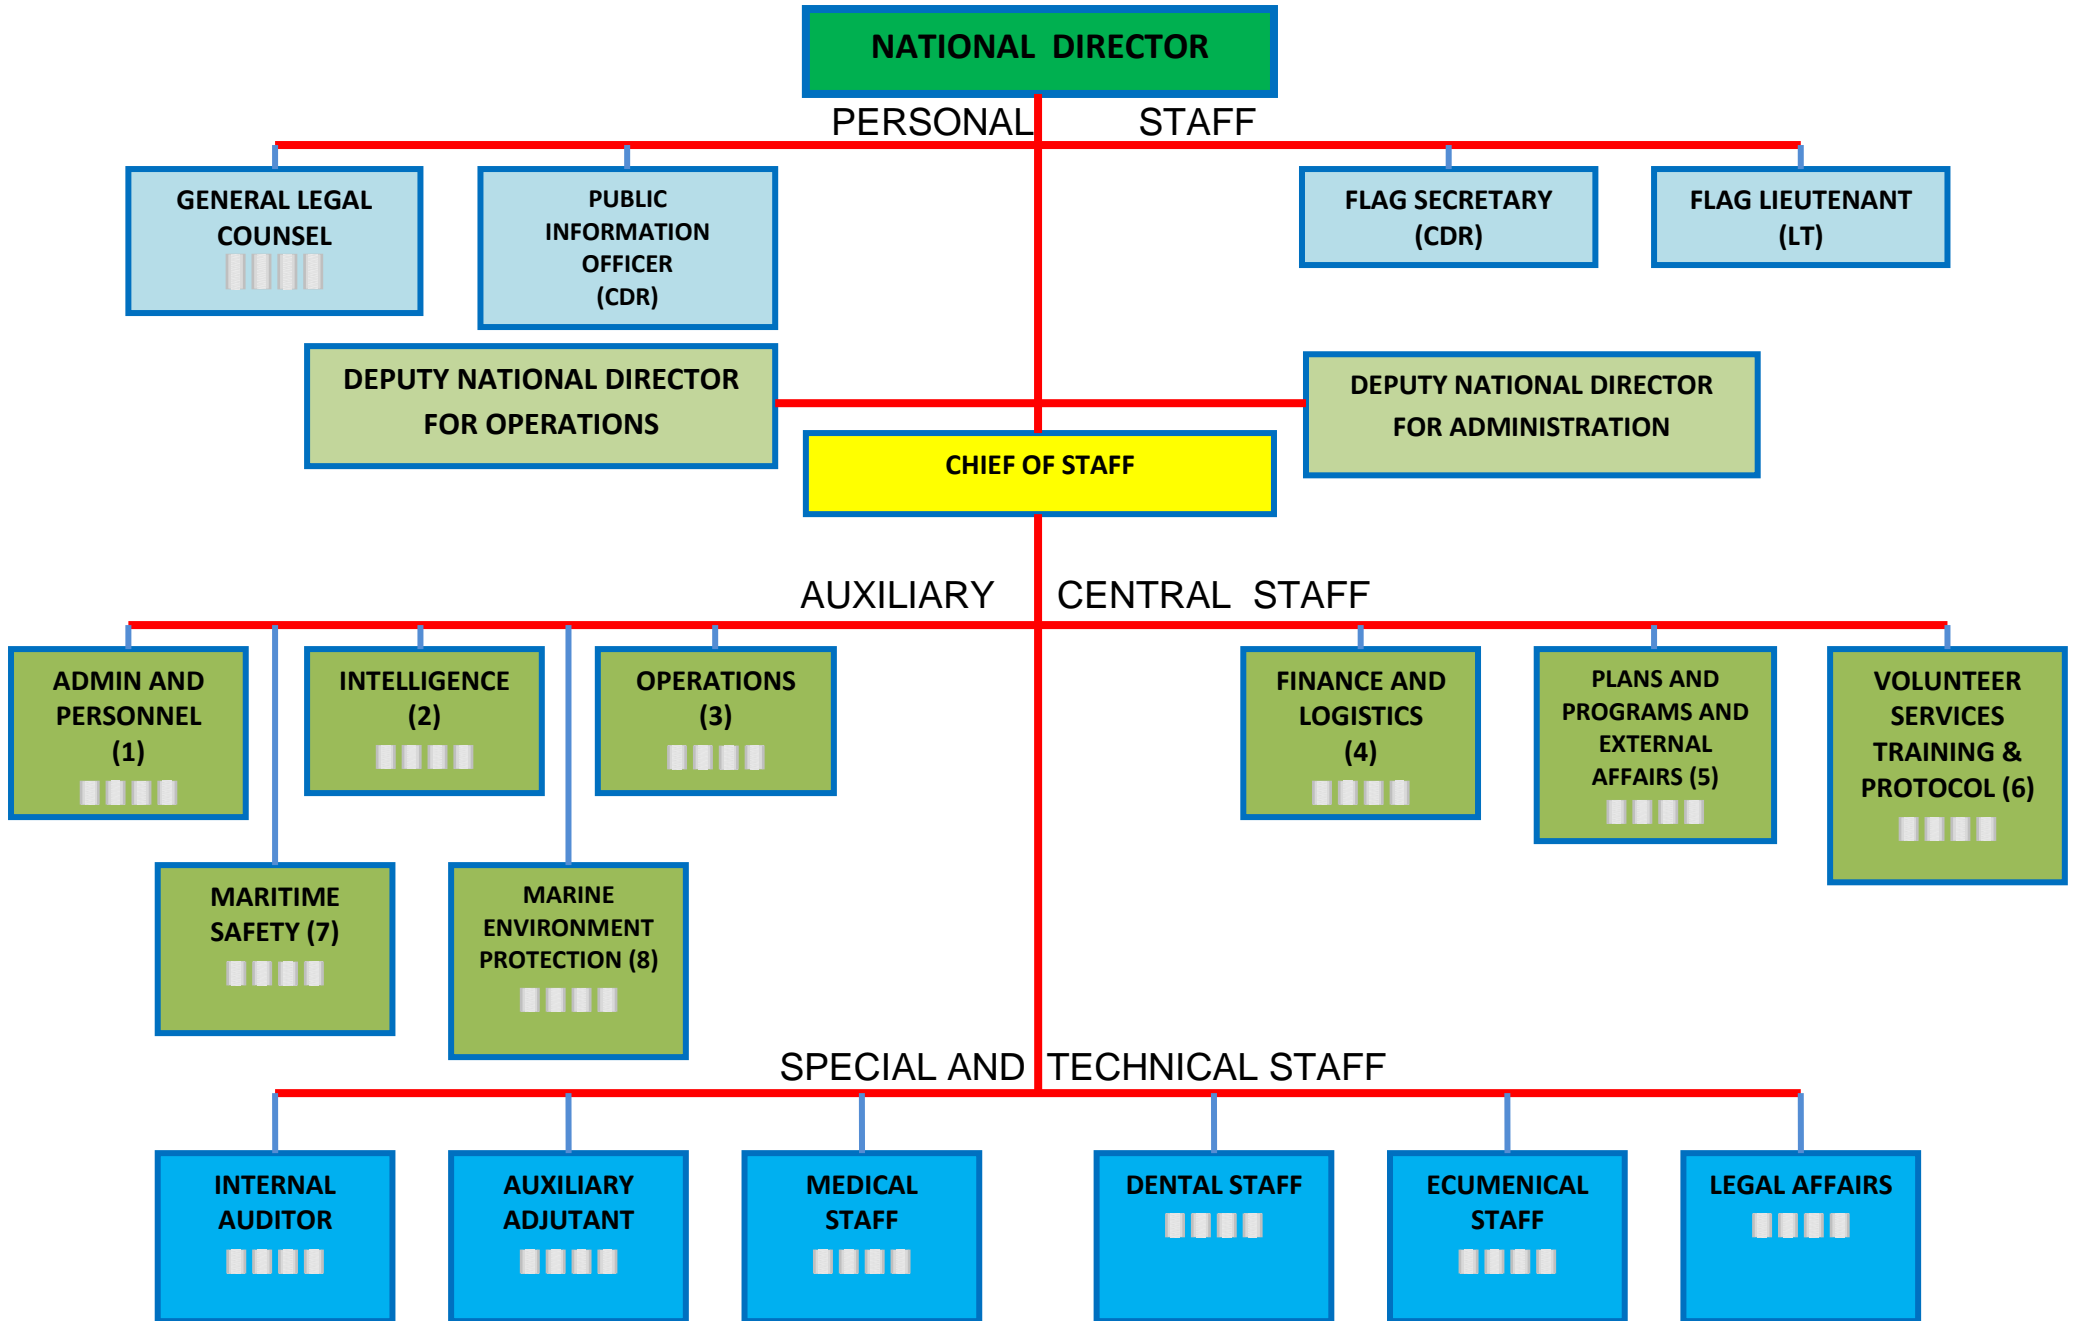 NATIONAL DIRECTOR
PERSONAL STAFF
GENERAL LEGAL
COUNSEL
PUBLIC
INFORMATION
OFFICER
(CDR)
FLAG SECRETARY
(CDR)
FLAG LIEUTENANT
(LT)
DEPUTY NATIONAL DIRECTOR
FOR OPERATIONS
DEPUTY NATIONAL DIRECTOR
FOR ADMINISTRATION
CHIEF OF STAFF
AUXILIARY CENTRAL STAFF
ADMIN AND
PERSONNEL
(1)
INTELLIGENCE
(2)
OPERATIONS
(3)
FINANCE AND
LOGISTICS
(4)
PLANS AND
PROGRAMS AND
EXTERNAL
AFFAIRS (5)
VOLUNTEER
SERVICES
TRAINING &
PROTOCOL (6)
MARITIME
SAFETY (7)
MARINE
ENVIRONMENT
PROTECTION (8)
SPECIAL AND TECHNICAL STAFF
INTERNAL
AUDITOR
AUXILIARY
ADJUTANT
MEDICAL
STAFF
DENTAL STAFF
ECUMENICAL
STAFF
LEGAL AFFAIRS